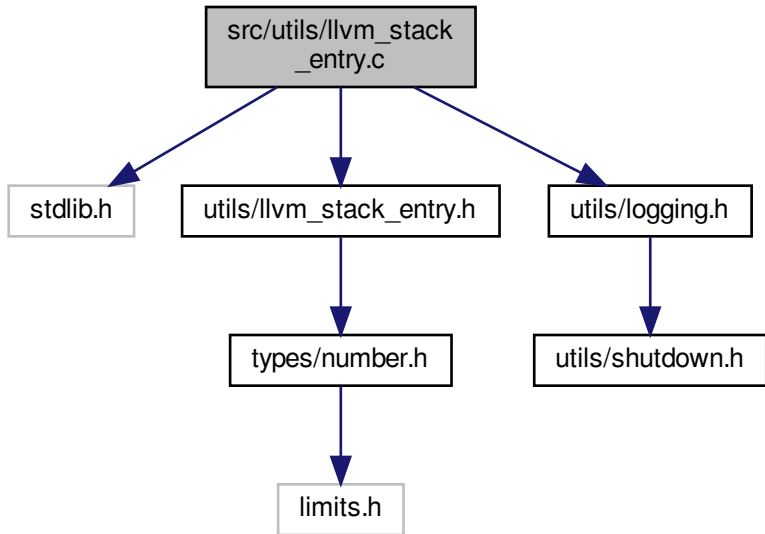 src/utils/llvm_stack
_entry.c
stdlib.h
utils/llvm_stack_entry.h
utils/logging.h
types/number.h
utils/shutdown.h
limits.h